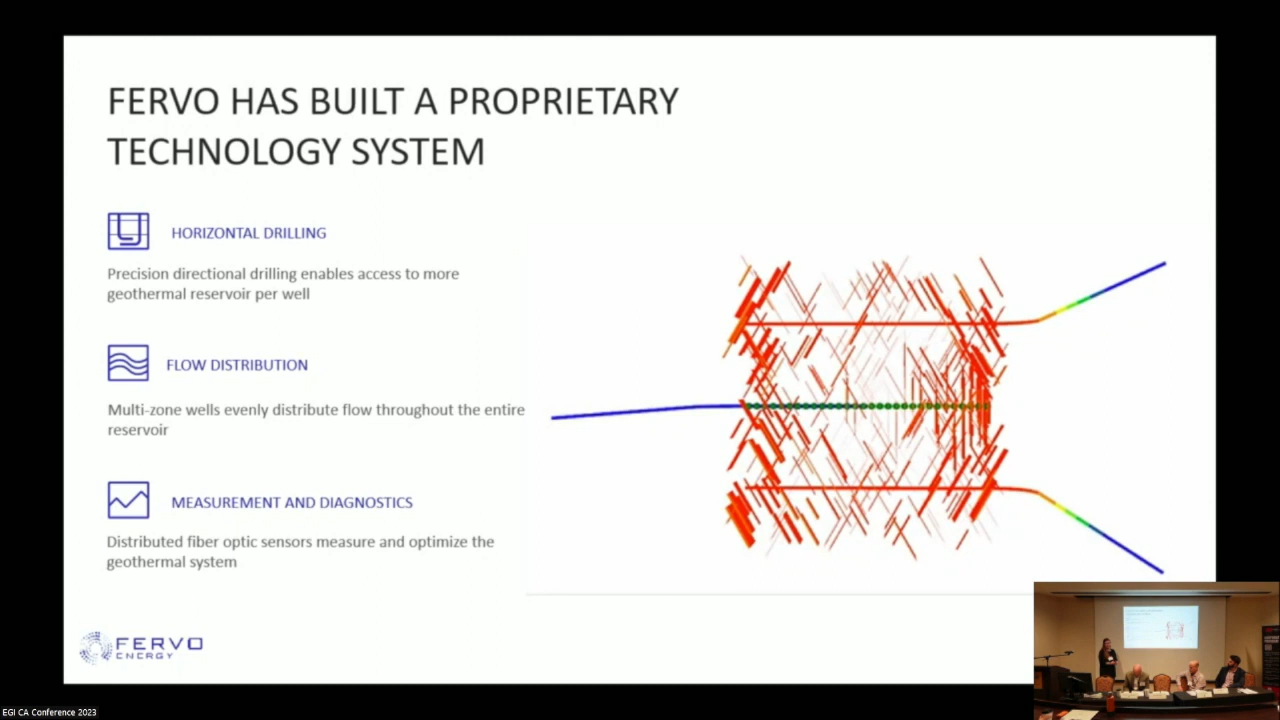 FERVO HAS BUILT A PROPRIETARY
TECHNOLOGY SYSTEM
HORIZONTAL DRILLING
Precision directional drilling enables access to more
geothermal reservoir per well
FLOW DISTRIBUTION
Multi-zone wells evenly distribute flow throughout the entire
reservoir
MEASUREMENT AND DIAGNOSTICS
Distributed fiber optic sensors measure and optimize the
geothermal system
FERVO
ENERGY
EGI CA Conference 2023